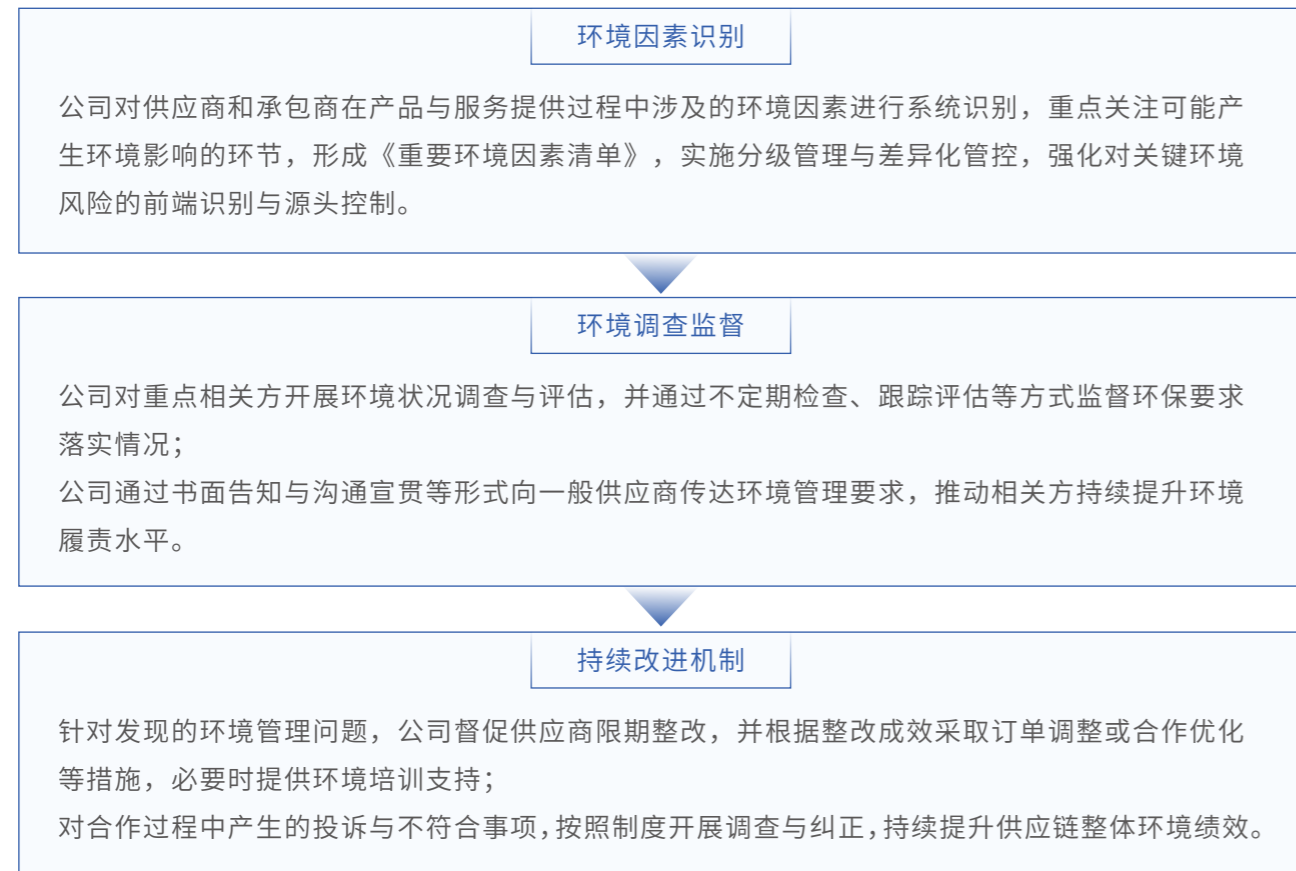 环境因素识别
公司对供应商和承包商在产品与服务提供过程中涉及的环境因素进行系统识别，重点关注可能产
生环境影响的环节，形成《重要环境因素清单》，实施分级管理与差异化管控，强化对关键环境
风险的前端识别与源头控制。
环境调查监督
公司对重点相关方开展环境状况调查与评估，并通过不定期检查、跟踪评估等方式监督环保要求
落实情况；
公司通过书面告知与沟通宣贯等形式向一般供应商传达环境管理要求，推动相关方持续提升环境
履责水平。
持续改进机制
针对发现的环境管理问题，公司督促供应商限期整改，并根据整改成效采取订单调整或合作优化
等措施，必要时提供环境培训支持；
对合作过程中产生的投诉与不符合事项，按照制度开展调查与纠正，持续提升供应链整体环境绩效。